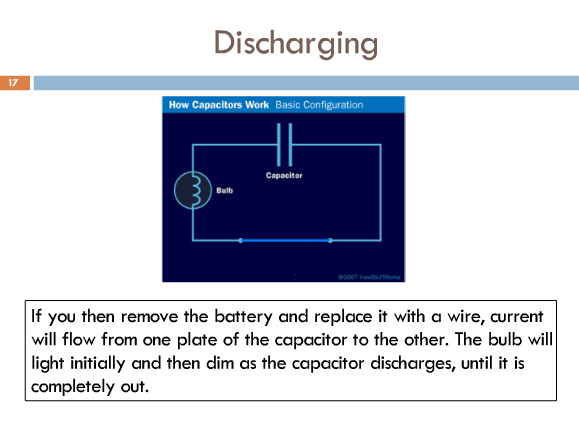 Discharging
17
How Capacitors Work Basic Configuration
Capacitor
Bulb
©2007 HowStuffWorks
If you then remove the battery and replace it with a wire, current
will flow from one plate of the capacitor to the other. The bulb will
light initially and then dim as the capacitor discharges, until it is
completely out.